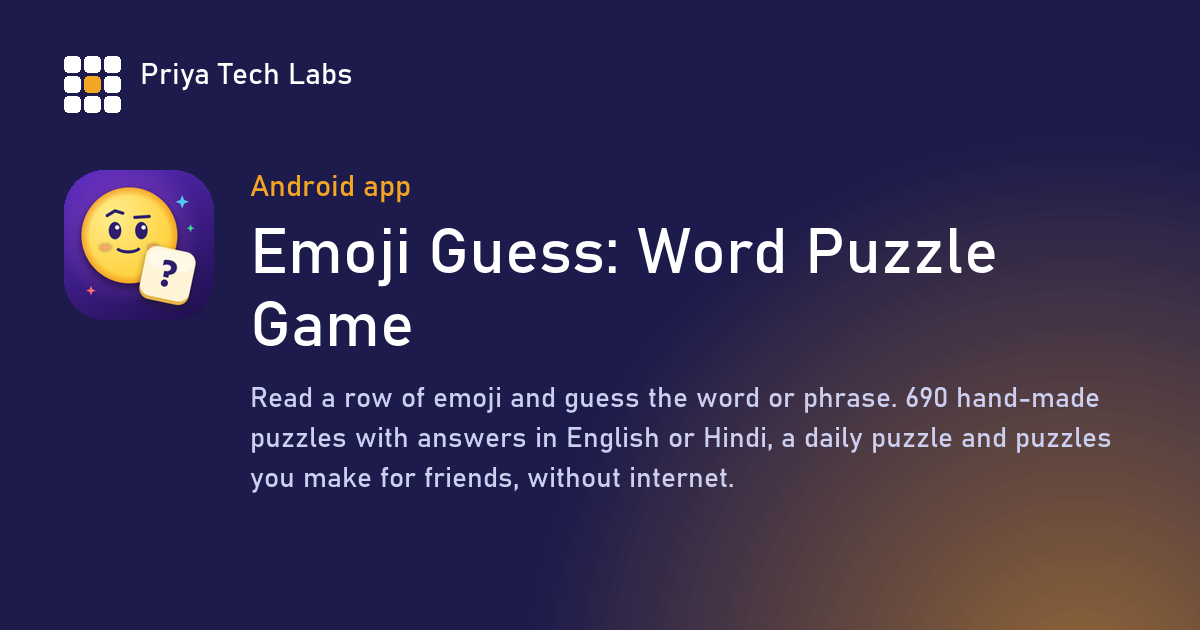 Priya Tech Labs
Android app
Emoji Guess: Word Puzzle
Game
?
Read a row of emoji and guess the word or phrase. 690 hand-made
puzzles with answers in English or Hindi, a daily puzzle and puzzles
you make for friends, without internet.